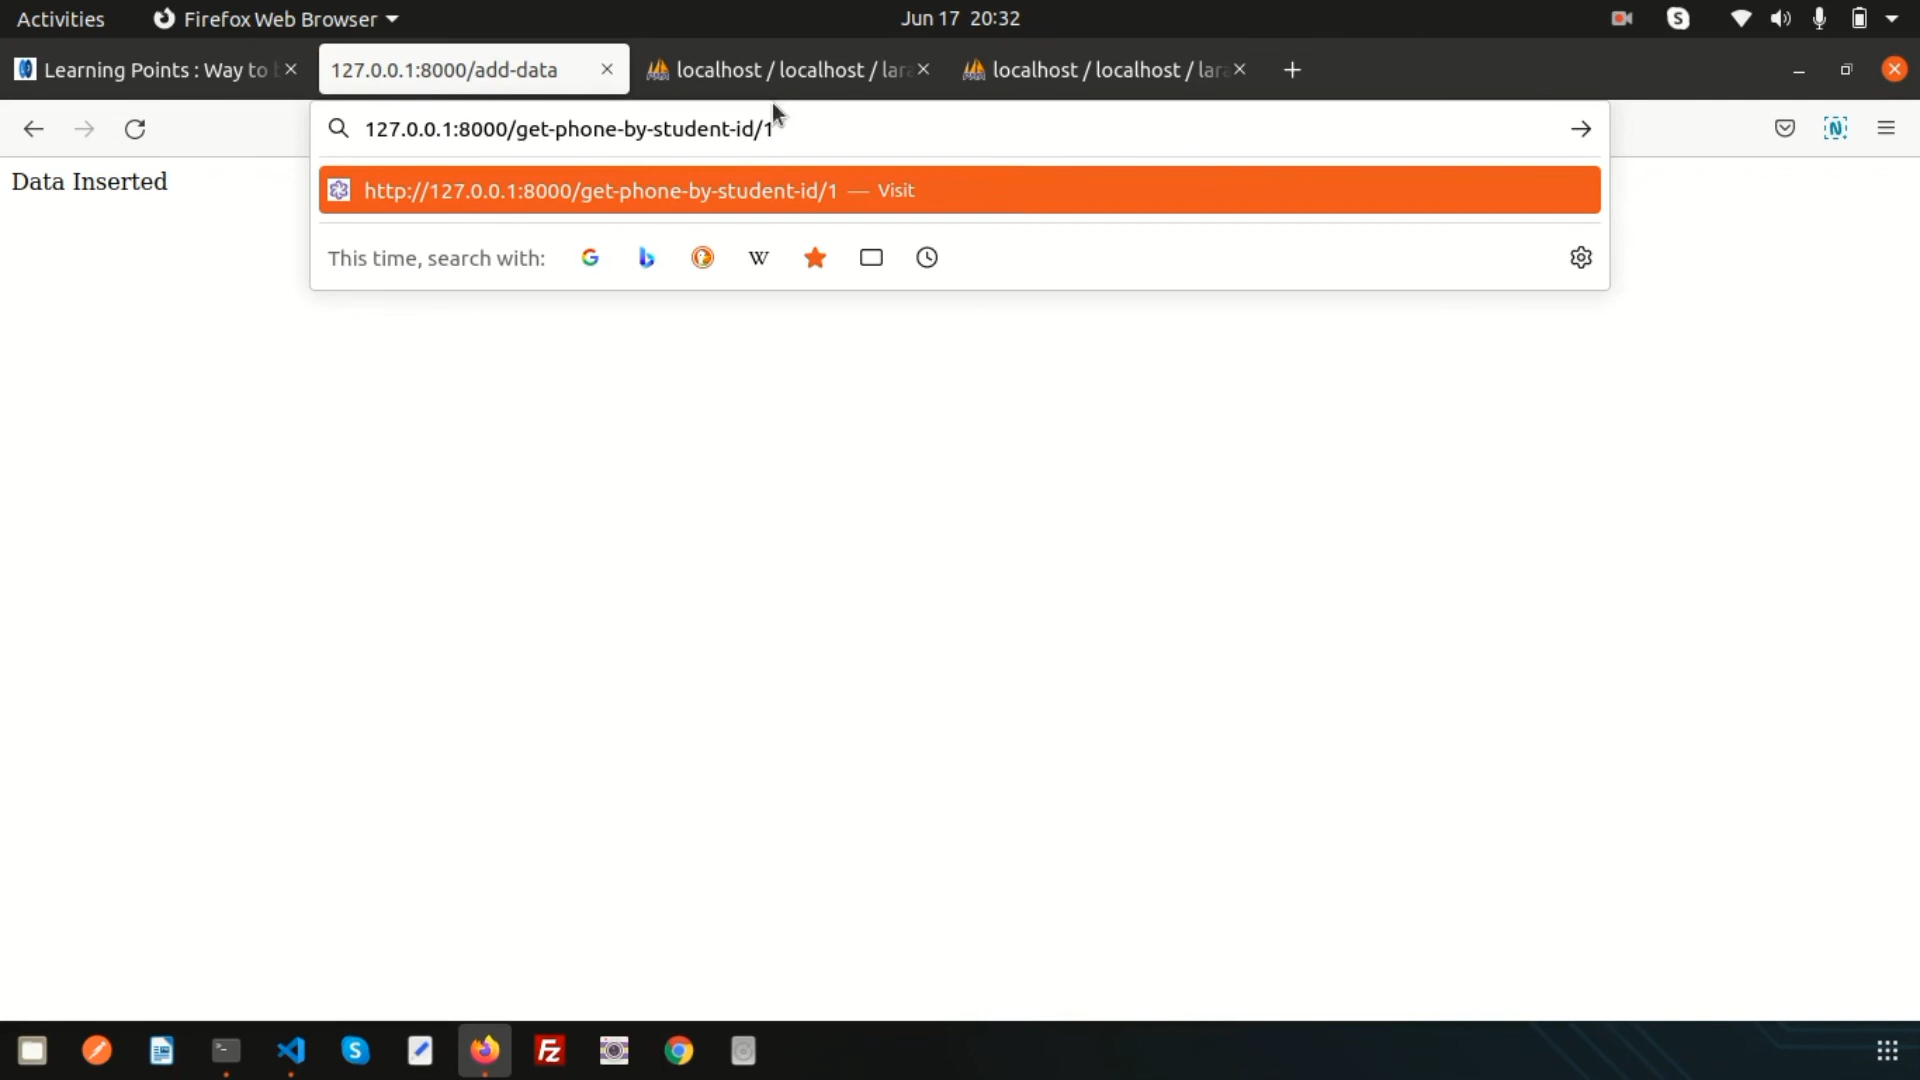 Activities
Firefox Web Browser
Jun 17 20:32
Learning Points : Way to
127.0.0.1:8000/add-data
localhost / localhost / lar
localhost / localhost / lar
127.0.0.1:8000/get-phone-by-student-id/1
Data Inserted
http://127.0.0.1:8000/get-phone-by-student-id/1 — Visit
This time, search with: